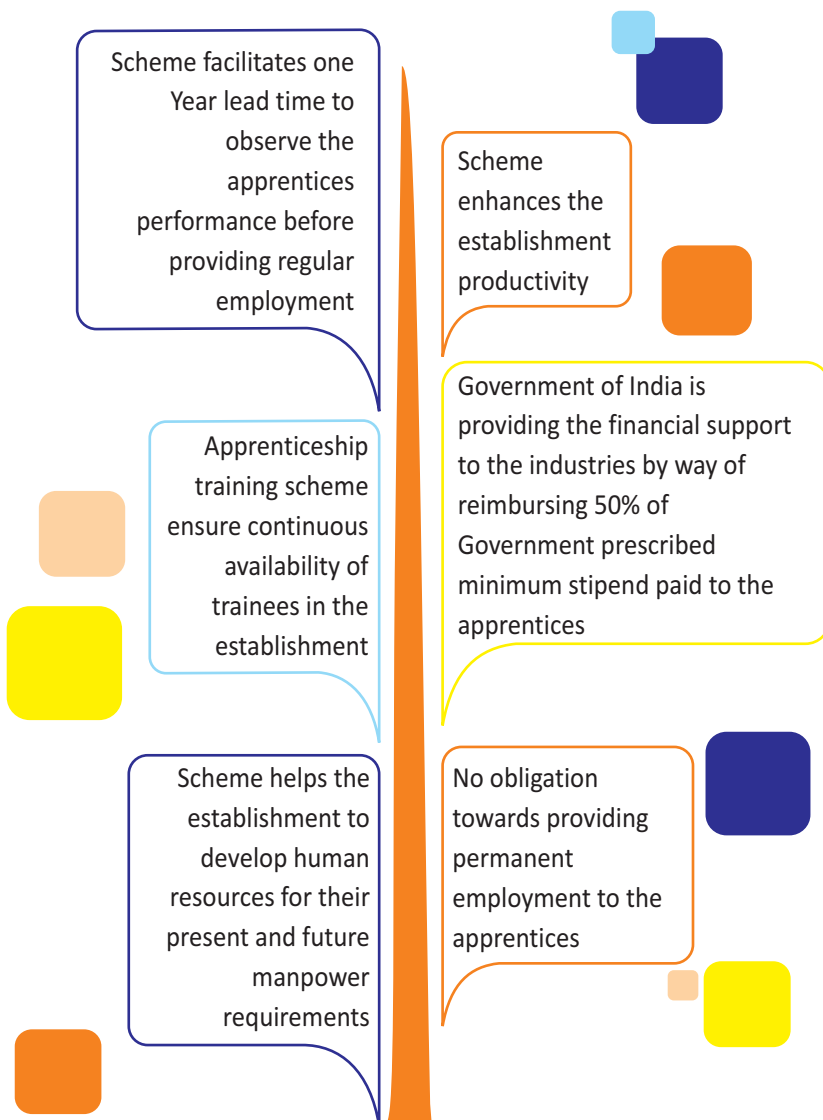 Scheme facilitates one
Year lead time to
observe the
apprentices
performance before
providing regular
employment
Scheme
enhances the
establishment
productivity
Government of India is
providing the financial support
to the industries by way of
reimbursing 50% of
Government prescribed
minimum stipend paid to the
apprentices
Apprenticeship
training scheme
ensure continuous
availability of
trainees in the
establishment
Scheme helps the
establishment to
develop human
resources for their
present and future
manpower
requirements
No obligation
towards providing
permanent
employment to the
apprentices